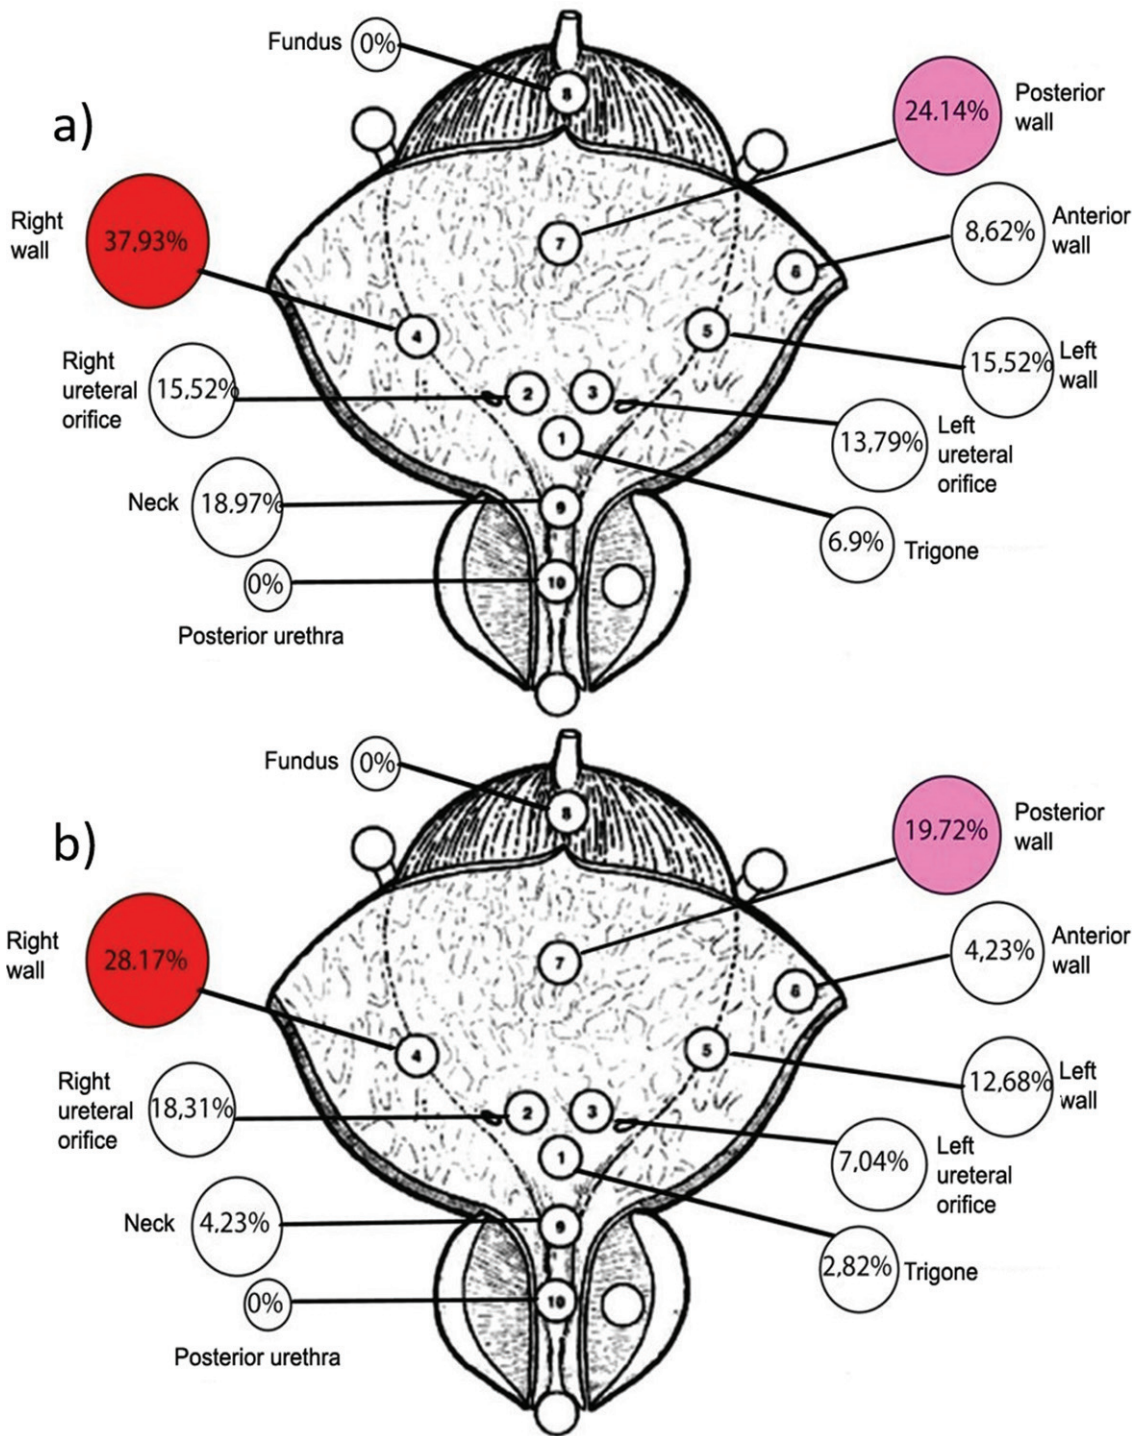 a)
Fundus 0%
8
24.14% Posterior
wall
Right
wall
37,93%
8,62% Anterior
wall
7
6
4
5
Right
ureteral
orifice
15,52%
15,52% Left
wall
2
3
1
13,79% Left
ureteral
orifice
Neck 18.97%
9
6.9% Trigone
0%
10
Posterior urethra
b)
Fundus 0%
8
19.72% Posterior
wall
Right
wall
28.17%
4,23% Anterior
wall
7
6
4
5
Right
ureteral
orifice
18,31%
12,68% Left
wall
2
3
1
7,04% Left
ureteral
orifice
Neck 4.23%
9
2,82% Trigone
0%
10
Posterior urethra